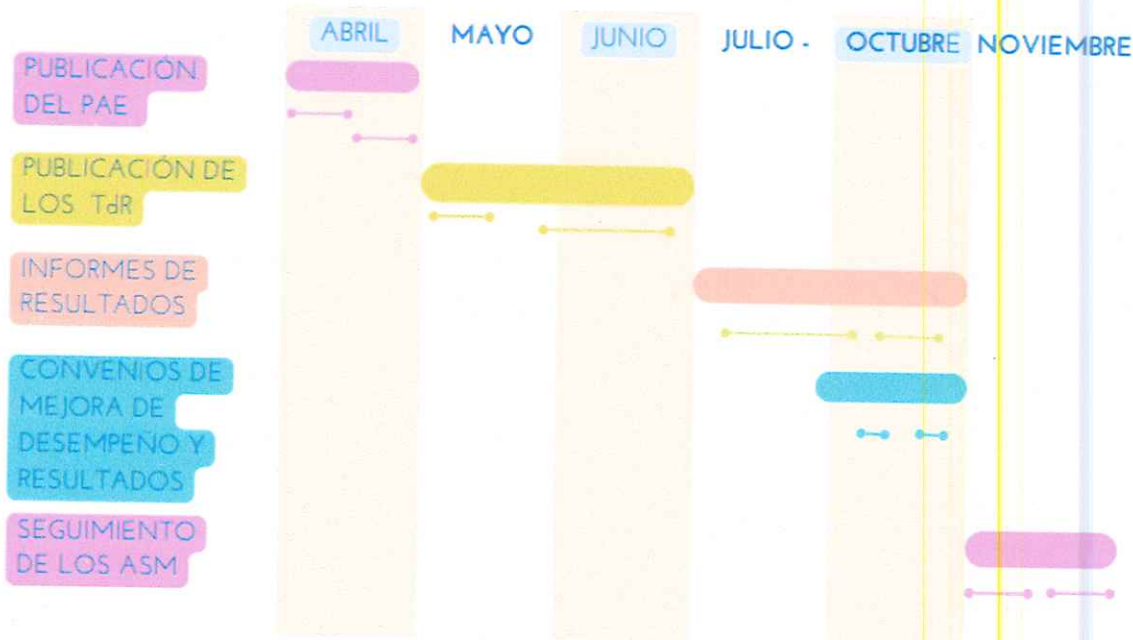 ABRIL MAYO JUNIO JULIO - OCTUBRE NOVIEMBRE
PUBLICACIÓN
DEL PAE
PUBLICACIÓN DE
LOS TdR
INFORMES DE
RESULTADOS
CONVENIOS DE
MEJORA DE
DESEMPEÑO Y
RESULTADOS
SEGUIMIENTO
DE LOS ASM